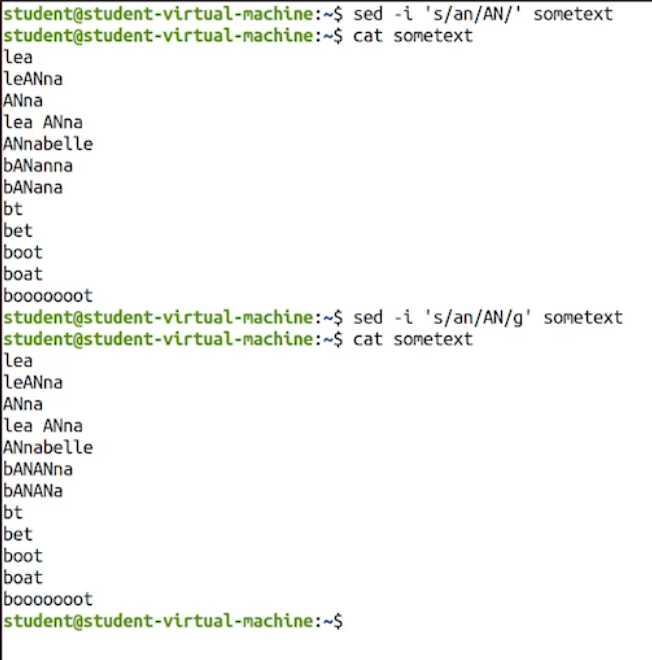 student@student-virtual-machine:~$ sed -i 's/an/AN/' sometext
student@student-virtual-machine:~$ cat sometext
lea
leANna
ANna
lea ANna
ANnabelle
bANanna
bANana
bt
bet
boot
boat
booooooot
student@student-virtual-machine:~$ sed -i 's/an/AN/g' sometext
student@student-virtual-machine:~$ cat sometext
lea
leANna
ANna
lea ANna
ANnabelle
bANANna
bANANa
bt
bet
boot
boat
booooooot
student@student-virtual-machine:~$